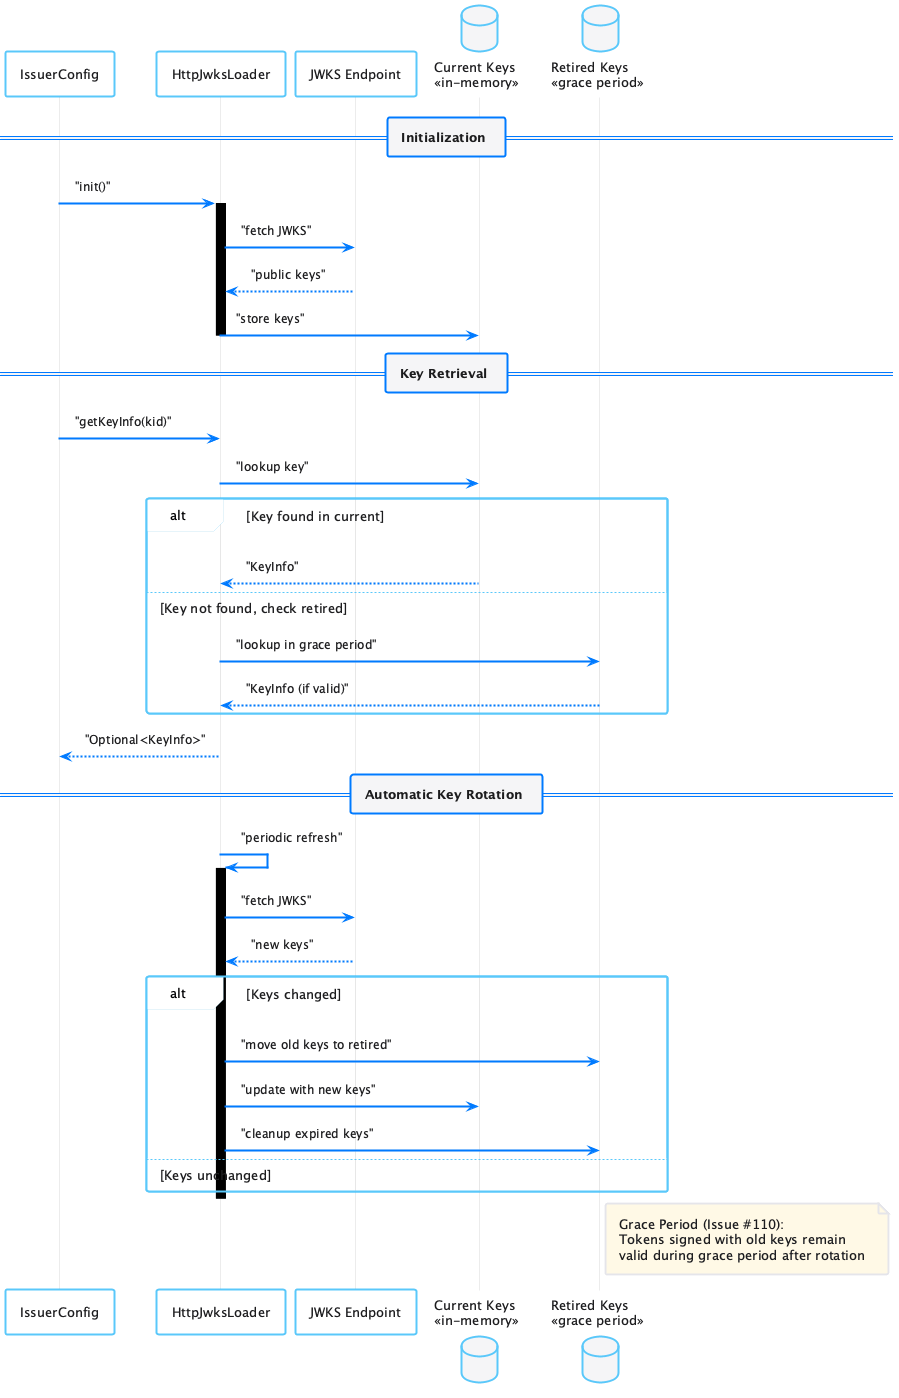 IssuerConfig
HttpJwksLoader
JWKS Endpoint
Current Keys
«in-memory»
Retired Keys
«grace period»
Initialization
"init()"
"fetch JWKS"
"public keys"
"store keys"
Key Retrieval
"getKeyInfo(kid)"
"lookup key"
alt
[Key found in current]
"KeyInfo"
[Key not found, check retired]
"lookup in grace period"
"KeyInfo (if valid)"
"Optional<KeyInfo>"
Automatic Key Rotation
"periodic refresh"
"fetch JWKS"
"new keys"
alt
[Keys changed]
"move old keys to retired"
"update with new keys"
"cleanup expired keys"
[Keys unchanged]
Grace Period (Issue #110):
Tokens signed with old keys remain
valid during grace period after rotation
IssuerConfig
HttpJwksLoader
JWKS Endpoint
Current Keys
«in-memory»
Retired Keys
«grace period»